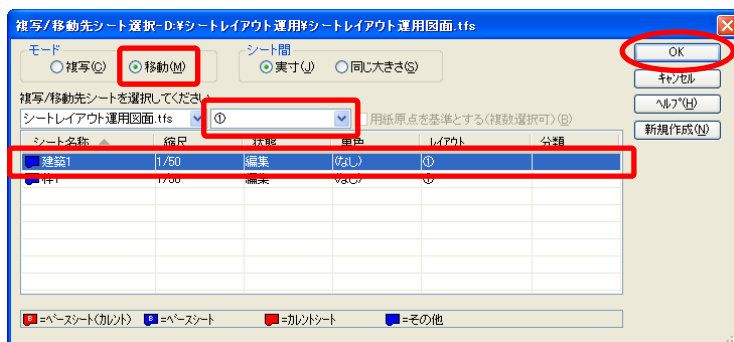 複写/移動先シート選択-D:¥シートレイアウト運用¥シートレイアウト運用図面.tfs
モード
複写(C) 移動(M)
シート間
実寸(J) 同じ大きさ(S)
OK
キャンセル
ヘルプ(H)
新規作成(N)
複写/移動先シートを選択してください
シートレイアウト運用図面.tfs ① 用紙原点を基準とする(複数選択可)(R)
シート名称 縮尺 状態 単色 レイアウト 分類
建築1 1/50 編集 (なし) ①
枠1 1/50 編集 (なし) ①
B =ベースシート(カレント) B =ベースシート =カレントシート =その他